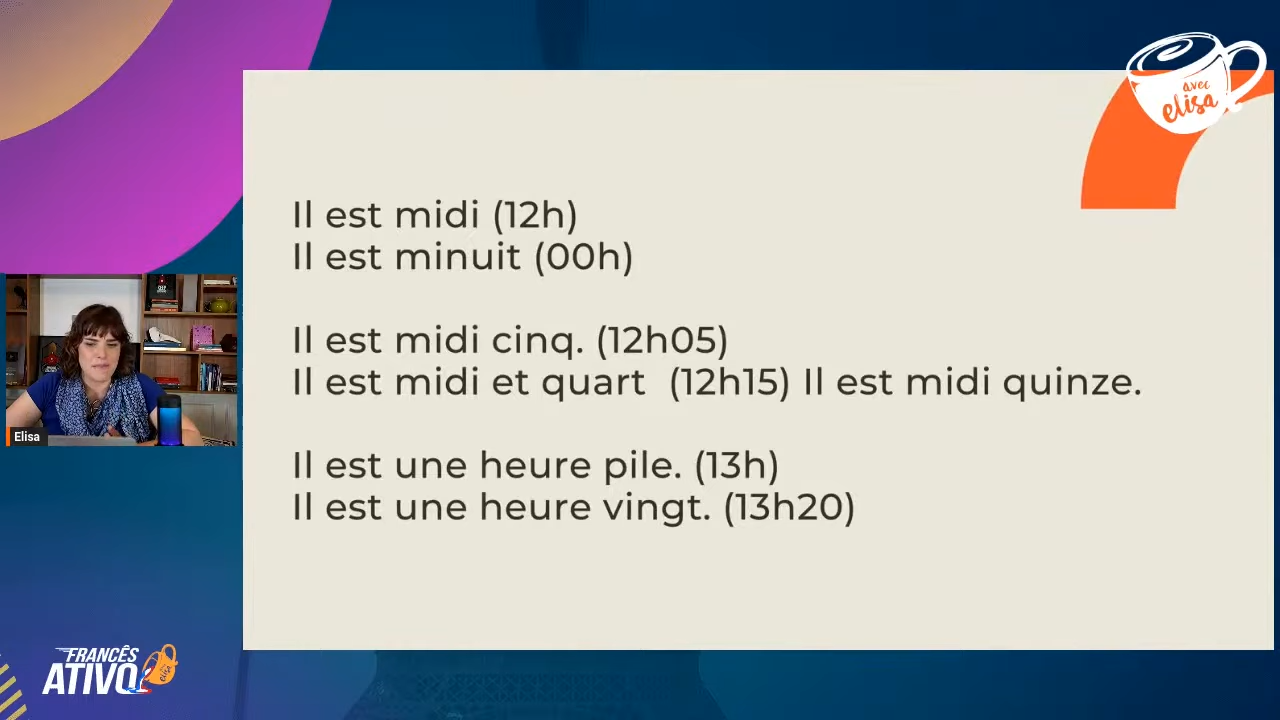 avec
elisa
Il est midi (12h)
Il est minuit (00h)
Il est midi cinq. (12h05)
Il est midi et quart (12h15) Il est midi quinze.
Il est une heure pile. (13h)
Il est une heure vingt. (13h20)
Elisa
FRANCÊS
ATIVO
elisa